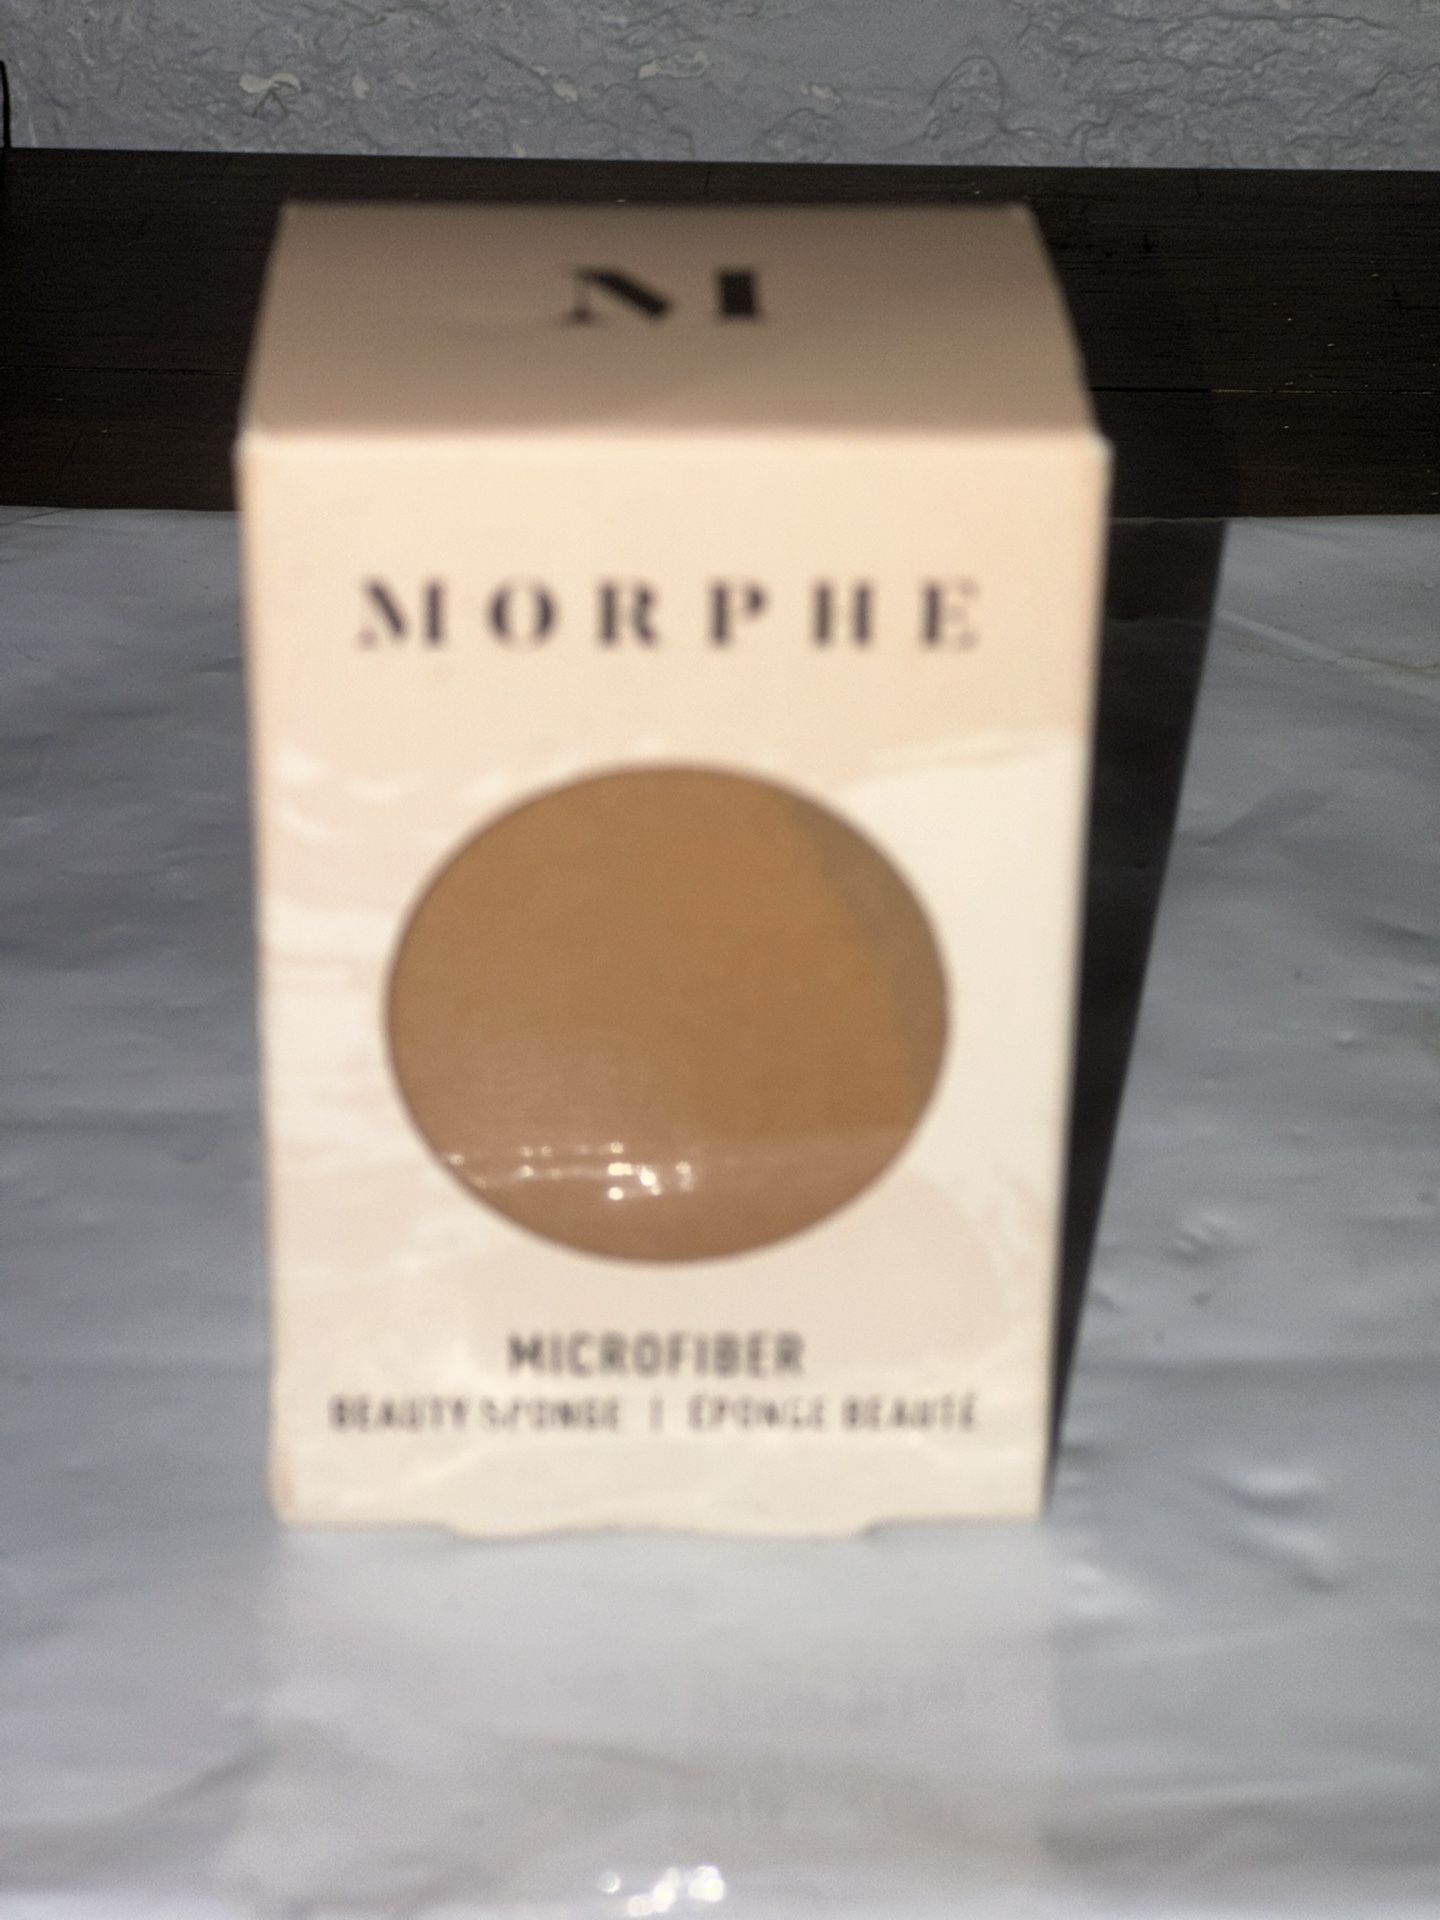 M
MORPHE
MICROFIBER
BEAUTY SPONGE | ÉPONGE BEAUTÉ